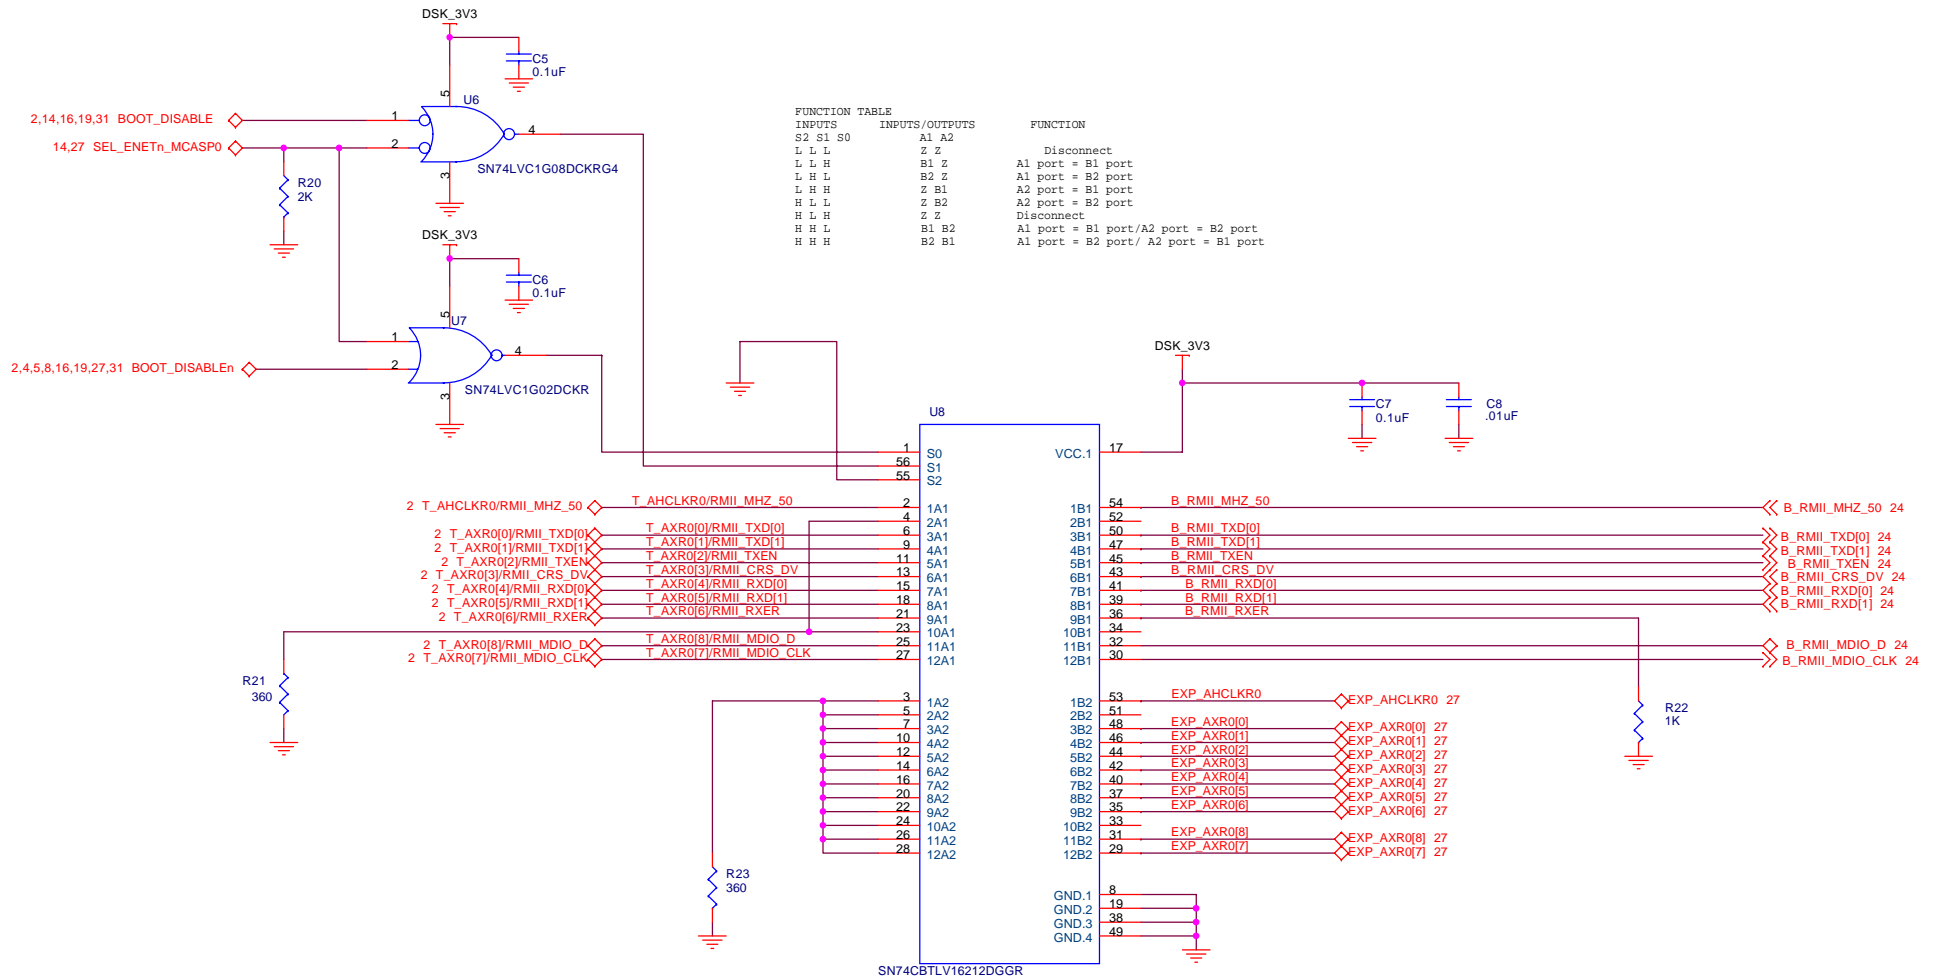 DSK_3V3
C5
0.1uF
5
U6
2,14,16,19,31 BOOT_DISABLE
1
4
14,27 SEL_ENETn_MCASP0
2
3
SN74LVC1G08DCKRG4
R20
2K
FUNCTION TABLE
INPUTS INPUTS/OUTPUTS FUNCTION
S2 S1 S0 A1 A2
L L L Z Z Disconnect
L L H B1 Z A1 port = B1 port
L H L B2 Z A1 port = B2 port
L H H Z B1 A2 port = B1 port
H L L Z B2 A2 port = B2 port
H L H Z Z Disconnect
H H L B1 B2 A1 port = B1 port/A2 port = B2 port
H H H B2 B1 A1 port = B2 port/ A2 port = B1 port
DSK_3V3
C6
0.1uF
5
U7
1
4
2,4,5,8,16,19,27,31 BOOT_DISABLEn
2
3
SN74LVC1G02DCKR
DSK_3V3
C7
0.1uF
C8
.01uF
U8
1 S0 VCC.1 17
56 S1
55 S2
2 T_AHCLKR0/RMII_MHZ_50 T_AHCLKR0/RMII_MHZ_50 2 1A1 1B1 54 B_RMII_MHZ_50 B_RMII_MHZ_50 24
4 2A1 2B1 52
2 T_AXR0[0]/RMII_TXD[0] T_AXR0[0]/RMII_TXD[0] 6 3A1 3B1 50 B_RMII_TXD[0] B_RMII_TXD[0] 24
2 T_AXR0[1]/RMII_TXD[1] T_AXR0[1]/RMII_TXD[1] 9 4A1 4B1 47 B_RMII_TXD[1] B_RMII_TXD[1] 24
2 T_AXR0[2]/RMII_TXEN T_AXR0[2]/RMII_TXEN 11 5A1 5B1 45 B_RMII_TXEN B_RMII_TXEN 24
2 T_AXR0[3]/RMII_CRS_DV T_AXR0[3]/RMII_CRS_DV 13 6A1 6B1 43 B_RMII_CRS_DV B_RMII_CRS_DV 24
2 T_AXR0[4]/RMII_RXD[0] T_AXR0[4]/RMII_RXD[0] 15 7A1 7B1 41 B_RMII_RXD[0] B_RMII_RXD[0] 24
2 T_AXR0[5]/RMII_RXD[1] T_AXR0[5]/RMII_RXD[1] 18 8A1 8B1 39 B_RMII_RXD[1] B_RMII_RXD[1] 24
2 T_AXR0[6]/RMII_RXER T_AXR0[6]/RMII_RXER 21 9A1 9B1 36 B_RMII_RXER
23 10A1 10B1 34
2 T_AXR0[8]/RMII_MDIO_D T_AXR0[8]/RMII_MDIO_D 25 11A1 11B1 32 B_RMII_MDIO_D 24
2 T_AXR0[7]/RMII_MDIO_CLK T_AXR0[7]/RMII_MDIO_CLK 27 12A1 12B1 30 B_RMII_MDIO_CLK 24
R21
360
3 1A2 1B2 53 EXP_AHCLKR0 EXP_AHCLKR0 27
5 2A2 2B2 51
7 3A2 3B2 48 EXP_AXR0[0] EXP_AXR0[0] 27
10 4A2 4B2 46 EXP_AXR0[1] EXP_AXR0[1] 27
12 5A2 5B2 44 EXP_AXR0[2] EXP_AXR0[2] 27
14 6A2 6B2 42 EXP_AXR0[3] EXP_AXR0[3] 27
16 7A2 7B2 40 EXP_AXR0[4] EXP_AXR0[4] 27
20 8A2 8B2 37 EXP_AXR0[5] EXP_AXR0[5] 27
22 9A2 9B2 35 EXP_AXR0[6] EXP_AXR0[6] 27
24 10A2 10B2 33
26 11A2 11B2 31 EXP_AXR0[8] EXP_AXR0[8] 27
28 12A2 12B2 29 EXP_AXR0[7] EXP_AXR0[7] 27
R22
1K
R23
360
GND.1 8
GND.2 19
GND.3 38
GND.4 49
SN74CBTLV16212DGGR